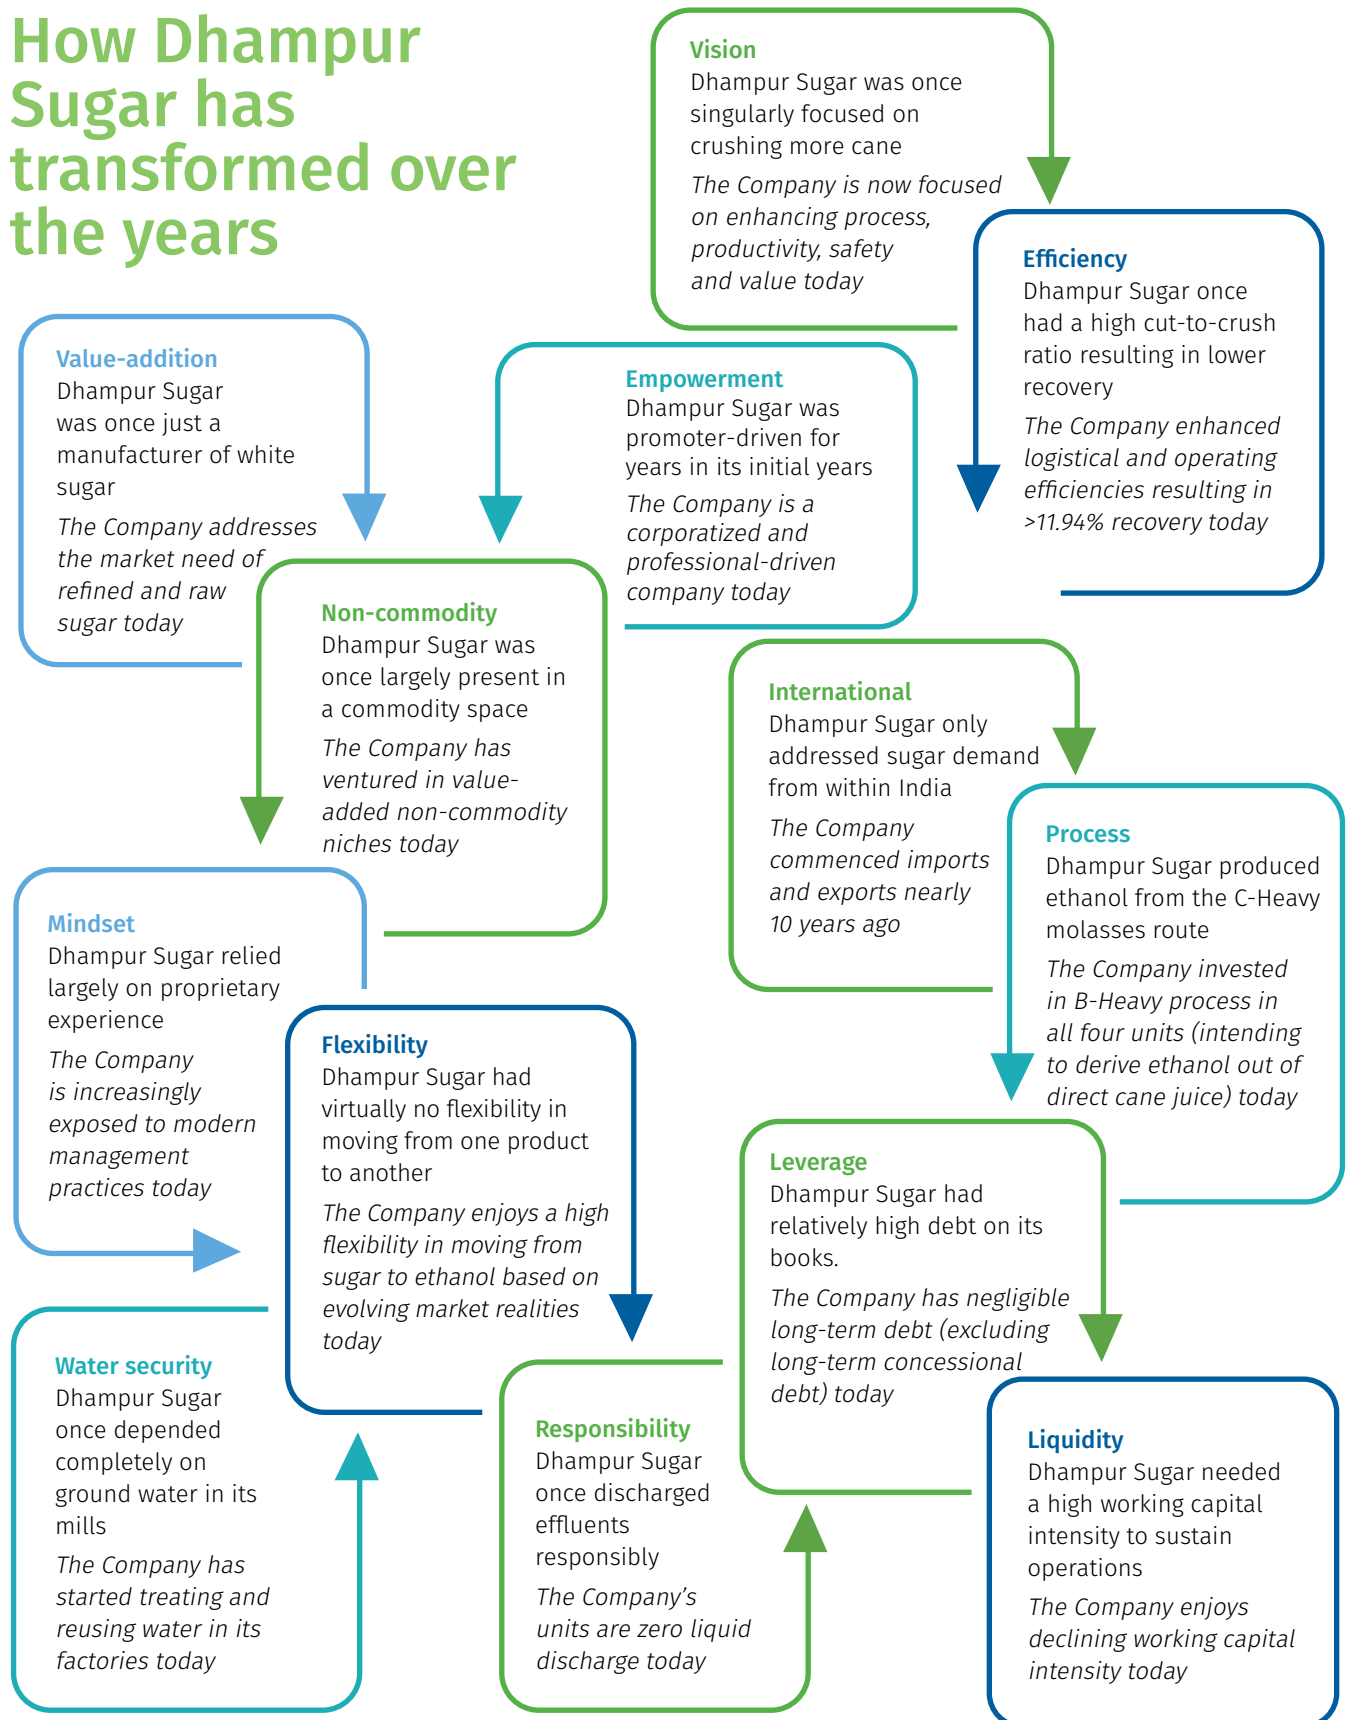 How Dhampur
Sugar has
transformed over
the years
Vision
Dhampur Sugar was once
singularly focused on
crushing more cane
The Company is now focused
on enhancing process,
productivity, safety
and value today
Efficiency
Dhampur Sugar once
had a high cut-to-crush
ratio resulting in lower
recovery
The Company enhanced
logistical and operating
efficiencies resulting in
>11.94% recovery today
Value-addition
Dhampur Sugar
was once just a
manufacturer of white
sugar
The Company addresses
the market need of
refined and raw
sugar today
Empowerment
Dhampur Sugar was
promoter-driven for
years in its initial years
The Company is a
corporatized and
professional-driven
company today
Non-commodity
Dhampur Sugar was
once largely present in
a commodity space
The Company has
ventured in value-
added non-commodity
niches today
International
Dhampur Sugar only
addressed sugar demand
from within India
The Company
commenced imports
and exports nearly
10 years ago
Process
Dhampur Sugar produced
ethanol from the C-Heavy
molasses route
The Company invested
in B-Heavy process in
all four units (intending
to derive ethanol out of
direct cane juice) today
Mindset
Dhampur Sugar relied
largely on proprietary
experience
The Company
is increasingly
exposed to modern
management
practices today
Flexibility
Dhampur Sugar had
virtually no flexibility in
moving from one product
to another
The Company enjoys a high
flexibility in moving from
sugar to ethanol based on
evolving market realities
today
Leverage
Dhampur Sugar had
relatively high debt on its
books.
The Company has negligible
long-term debt (excluding
long-term concessional
debt) today
Water security
Dhampur Sugar
once depended
completely on
ground water in its
mills
The Company has
started treating and
reusing water in its
factories today
Responsibility
Dhampur Sugar
once discharged
effluents
responsibly
The Company's
units are zero liquid
discharge today
Liquidity
Dhampur Sugar needed
a high working capital
intensity to sustain
operations
The Company enjoys
declining working capital
intensity today